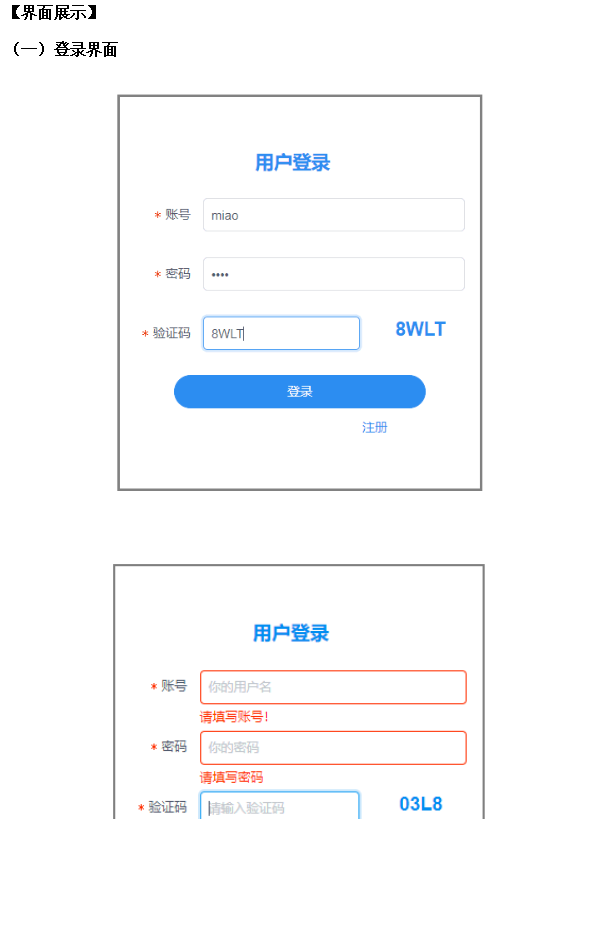 【界面展示】
（一）登录界面
用户登录
* 账号 miao
* 密码 ••••
* 验证码 8WLT 8WLT
登录
注册
用户登录
* 账号 你的用户名
请填写账号!
* 密码 你的密码
请填写密码
* 验证码 请输入验证码 03L8